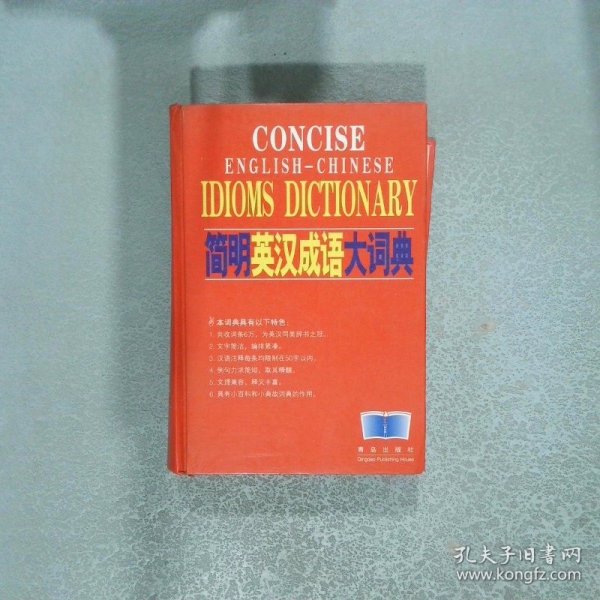 CONCISE
ENGLISH-CHINESE
IDIOMS DICTIONARY
简明英汉成语大词典
本词典具有以下特色：
1. 共收词条6万，为英汉同类辞书之冠。
2. 文字简洁，编排紧凑。
3. 汉语注释每条均限制在50字以内。
4. 例句力求简短，取其精髓。
5. 文理兼容，释义丰富。
6. 具有小百科和小典故词典的作用。
青岛出版社
Qingdao Publishing House
孔夫子旧书网
www.kongfz.com